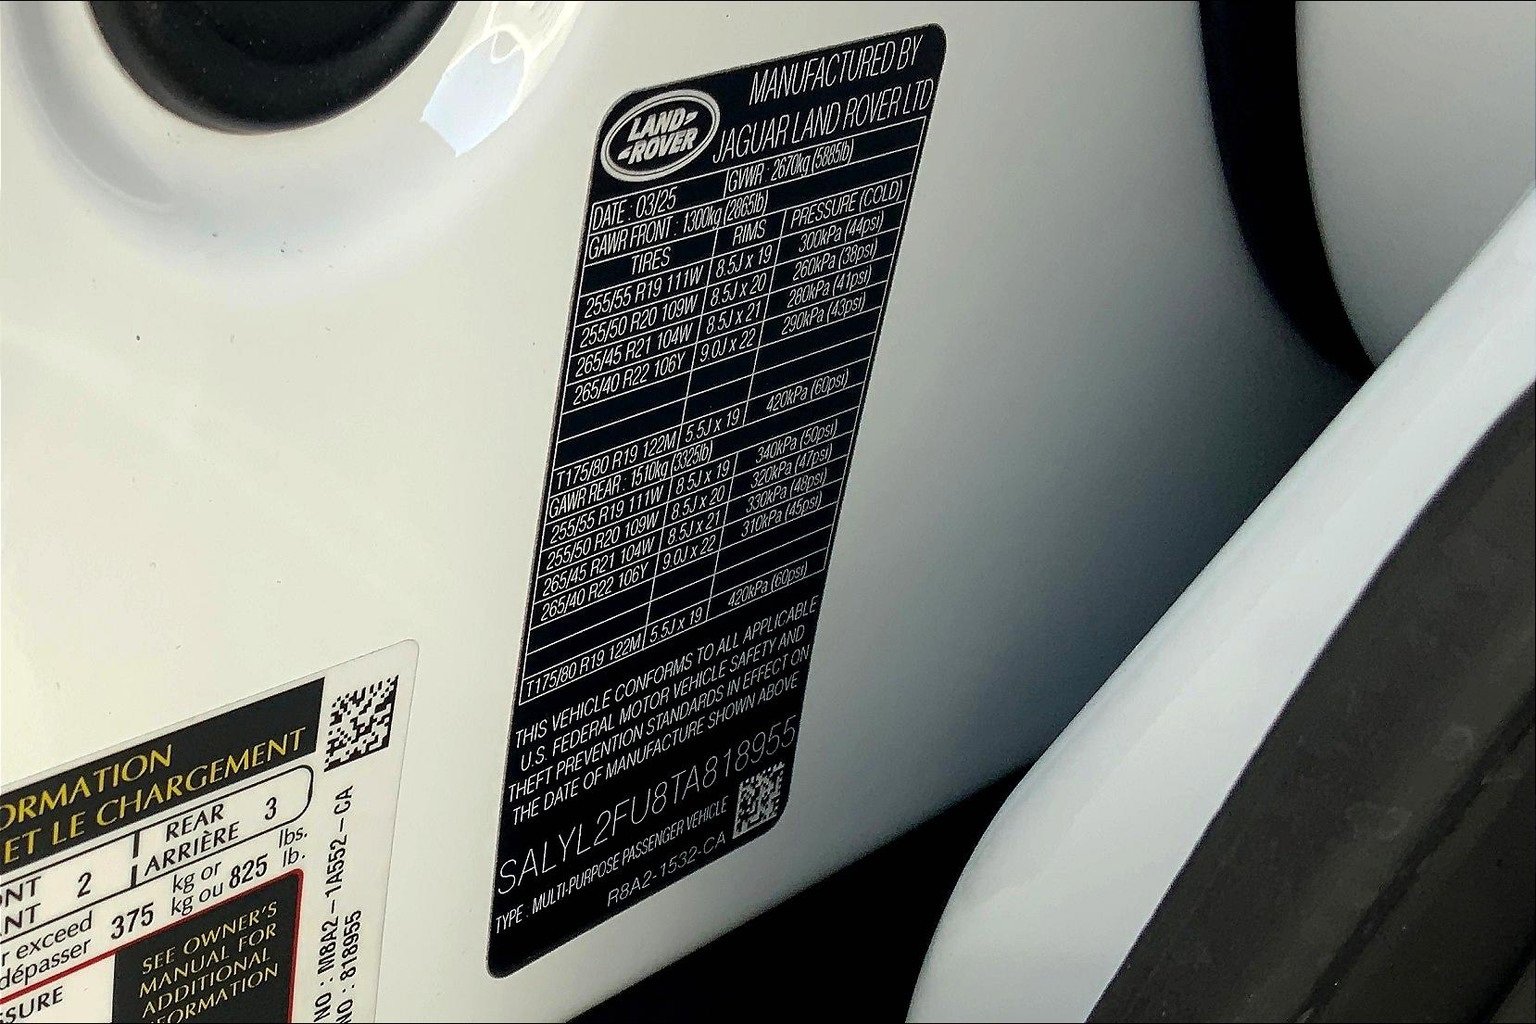 LAND
ROVER
MANUFACTURED BY
JAGUAR LAND ROVER LTD
DATE : 03/25 GVWR : 2670kg (5885lb)
GAWR FRONT : 1300kg (2865lb)
TIRES RIMS PRESSURE (COLD)
255/55 R19 111W 8.5J x 19 300kPa (44psi)
255/50 R20 109W 8.5J x 20 260kPa (38psi)
265/45 R21 104W 8.5J x 21 280kPa (41psi)
265/40 R22 106Y 9.0J x 22 290kPa (43psi)
T175/80 R19 122M 5.5J x 19 420kPa (60psi)
GAWR REAR : 1510kg (3325lb)
255/55 R19 111W 8.5J x 19 340kPa (50psi)
255/50 R20 109W 8.5J x 20 320kPa (47psi)
265/45 R21 104W 8.5J x 21 330kPa (48psi)
265/40 R22 106Y 9.0J x 22 310kPa (45psi)
T175/80 R19 122M 5.5J x 19 420kPa (60psi)
THIS VEHICLE CONFORMS TO ALL APPLICABLE
U.S. FEDERAL MOTOR VEHICLE SAFETY AND
THEFT PREVENTION STANDARDS IN EFFECT ON
THE DATE OF MANUFACTURE SHOWN ABOVE
SALYL2FU8TA818955
TYPE : MULTI-PURPOSE PASSENGER VEHICLE
R8A2-1532-CA
ORMATION
ET LE CHARGEMENT
ONT 2 REAR 3
ANT ARRIÈRE
r exceed 375 kg or 825 lbs.
dépasser kg ou lb.
SSURE
SEE OWNER'S
MANUAL FOR
ADDITIONAL
FORMATION
NO : M8A2-1A552-CA
NO : 818955